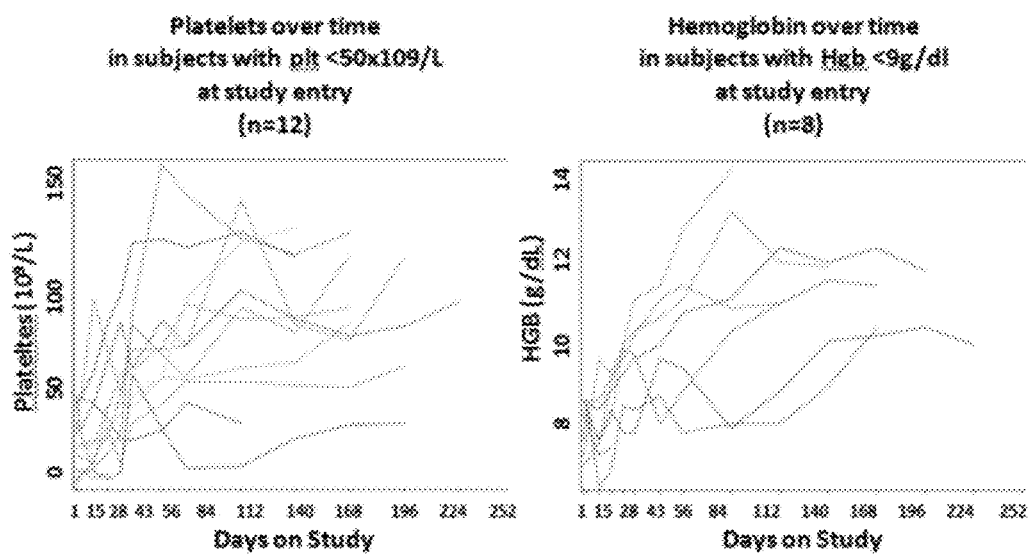 Platelets over time
in subjects with plt <50x109/L
at study entry
(n=12)
Plateltes (10⁹/L)
150
100
50
0
1 15 28 43 56 84 112 140 168 196 224 252
Days on Study
Hemoglobin over time
in subjects with Hgb <9g/dl
at study entry
(n=8)
HGB (g/dL)
14
12
10
8
1 15 28 43 56 84 112 140 168 196 224 252
Days on Study